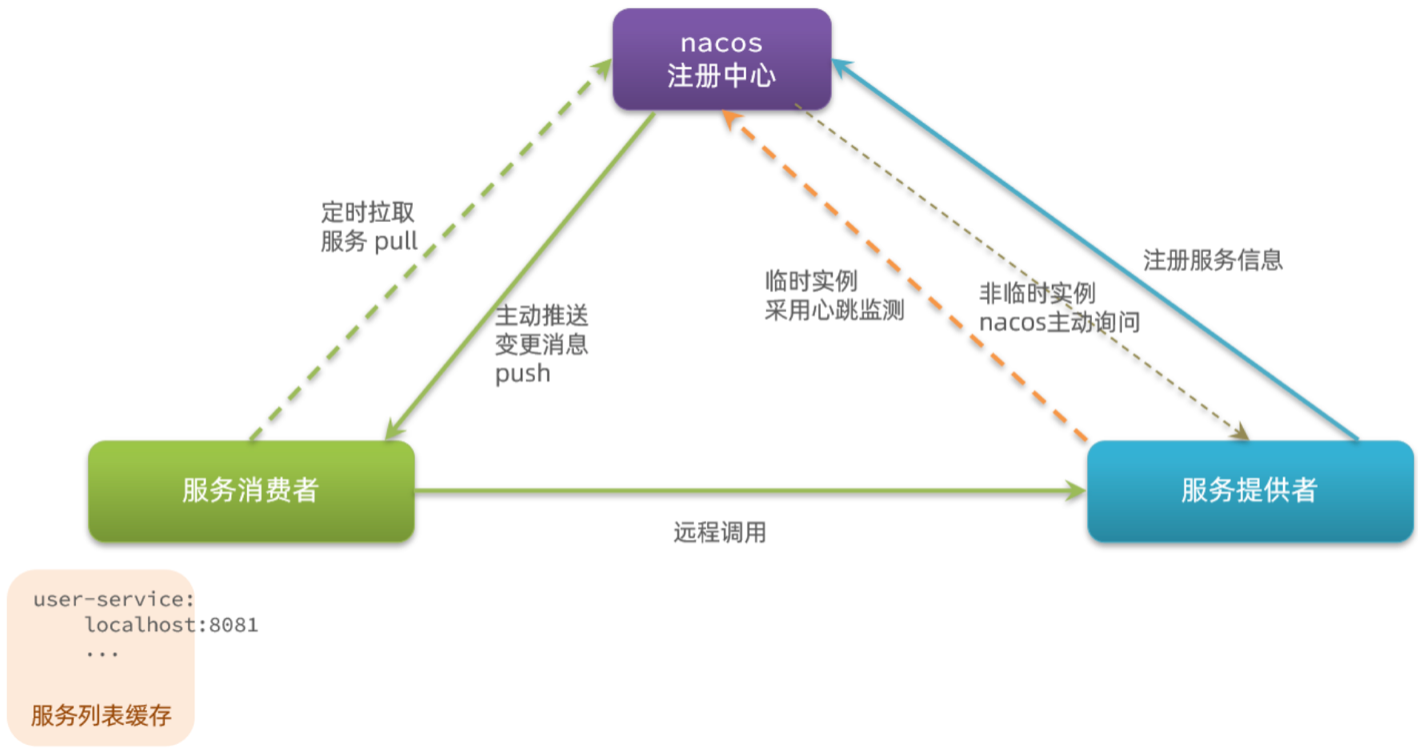 nacos
注册中心
定时拉取
服务 pull
主动推送
变更消息
push
临时实例
采用心跳监测
非临时实例
nacos主动询问
注册服务信息
服务消费者
服务提供者
远程调用
user-service:
localhost:8081
...
服务列表缓存